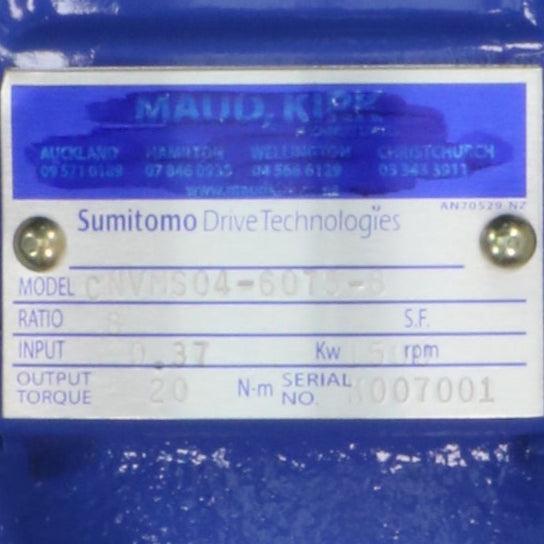 MAUD, KIRK
AUCKLAND HAMILTON WELLINGTON CHRISTCHURCH
09 571 0189 07 846 0935 04 568 6129 03 343 3911
AN70529-NZ
Sumitomo Drive Technologies
MODEL CNVMS04-6075-8
RATIO 8 S.F.
INPUT 0.37 Kw rpm
OUTPUT TORQUE 20 N-m SERIAL NO. 007001